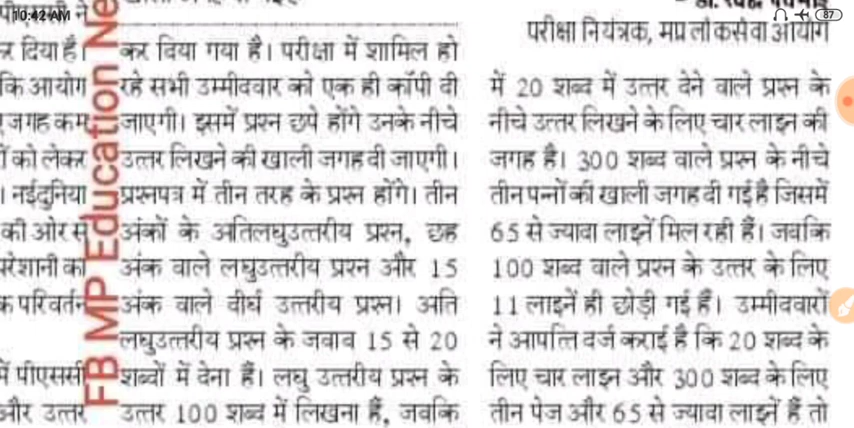 10:42 AM
87
पीएससी ने
र दिया है।
कि आयोग
जगह कम
ों को लेकर
। नईदुनिया
की ओर से
परेशानी का
क परिवर्तन
में पीएससी
और उत्तर
FB MP Education Ne
कर दिया गया है। परीक्षा में शामिल हो
रहे सभी उम्मीदवार को एक ही कॉपी दी
जाएगी। इसमें प्रश्न छपे होंगे उनके नीचे
उत्तर लिखने की खाली जगह दी जाएगी।
प्रश्नपत्र में तीन तरह के प्रश्न होंगे। तीन
अंकों के अतिलघुउत्तरीय प्रश्न, छह
अंक वाले लघुउत्तरीय प्रश्न और 15
अंक वाले दीर्घ उत्तरीय प्रश्न। अति
लघुउत्तरीय प्रश्न के जवाब 15 से 20
शब्दों में देना हैं। लघु उत्तरीय प्रश्न के
उत्तर 100 शब्द में लिखना हैं, जबकि
परीक्षा नियंत्रक, मप्र लोकसेवा आयोग
में 20 शब्द में उत्तर देने वाले प्रश्न के
नीचे उत्तर लिखने के लिए चार लाइन की
जगह है। 300 शब्द वाले प्रश्न के नीचे
तीन पन्नों की खाली जगह दी गई है जिसमें
65 से ज्यादा लाइनें मिल रही हैं। जबकि
100 शब्द वाले प्रश्न के उत्तर के लिए
11 लाइनें ही छोड़ी गई हैं। उम्मीदवारों
ने आपत्ति दर्ज कराई है कि 20 शब्द के
लिए चार लाइन और 300 शब्द के लिए
तीन पेज और 65 से ज्यादा लाइनें हैं तो